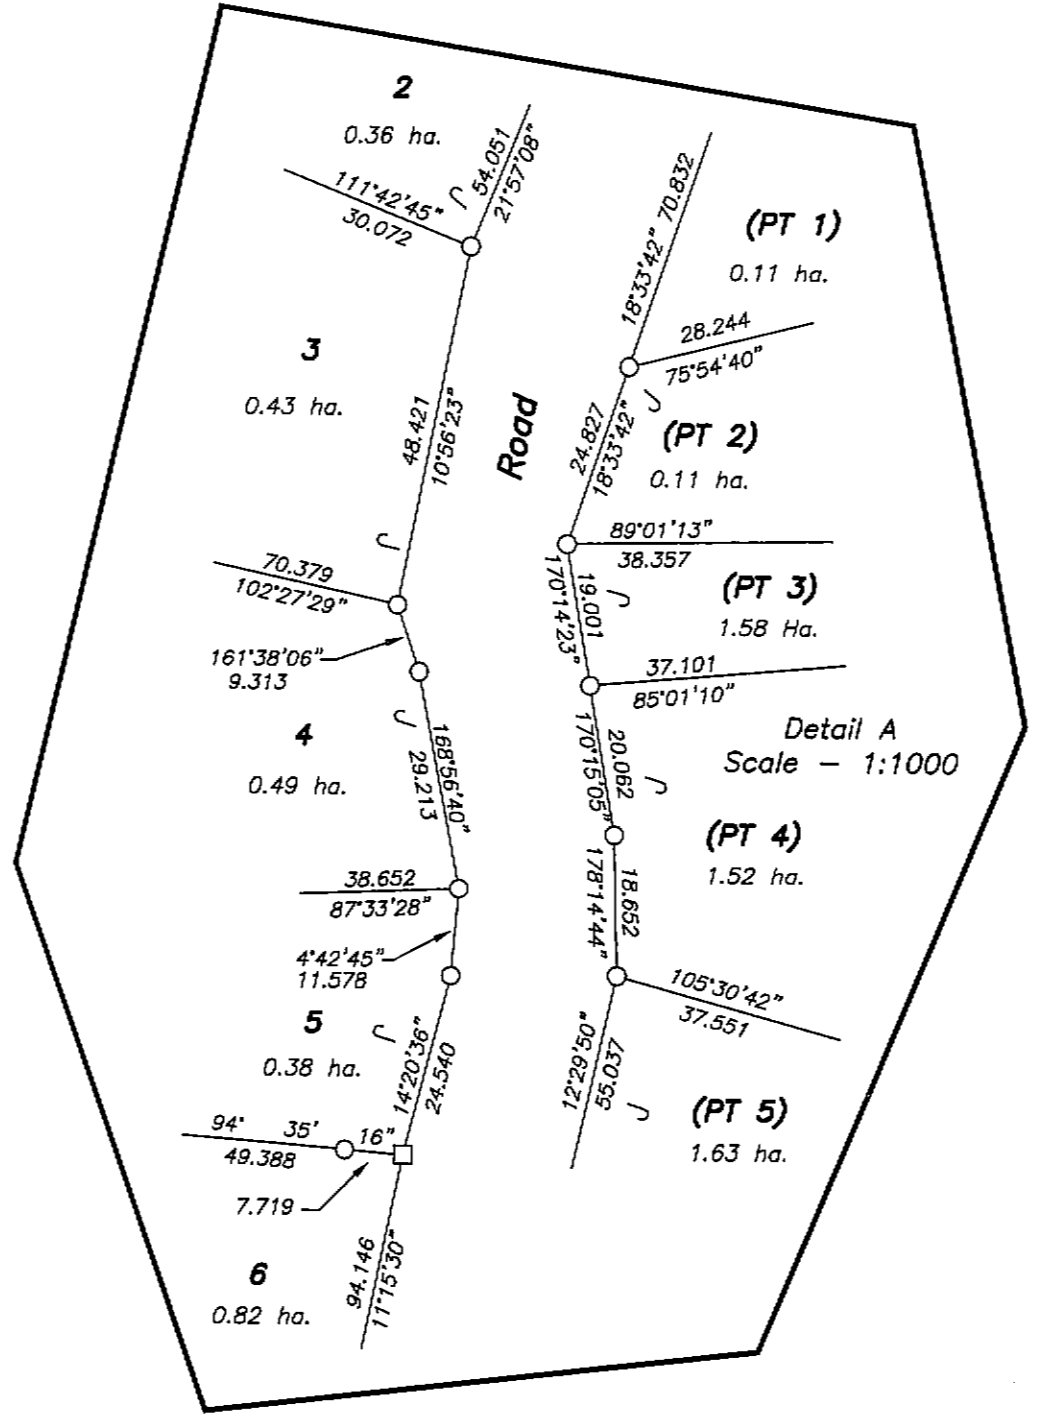 2
0.36 ha.
54.051
21°57'08"
111°42'45"
30.072
18°33'42" 70.832
(PT 1)
0.11 ha.
28.244
75°54'40"
3
0.43 ha.
48.421
10°56'23"
Road
24.827
18°33'42"
(PT 2)
0.11 ha.
89°01'13"
38.357
70.379
102°27'29"
170°14'23"
19.001
(PT 3)
1.58 Ha.
161°38'06"
9.313
37.101
85°01'10"
4
0.49 ha.
168°56'40"
29.213
170°15'05"
20.062
Detail A
Scale – 1:1000
(PT 4)
1.52 ha.
38.652
87°33'28"
178°14'44"
18.652
4°42'45"
11.578
105°30'42"
37.551
5
0.38 ha.
14°20'36"
24.540
12°29'50"
55.037
(PT 5)
1.63 ha.
94° 35' 16"
49.388
7.719
94.146
11°15'30"
6
0.82 ha.